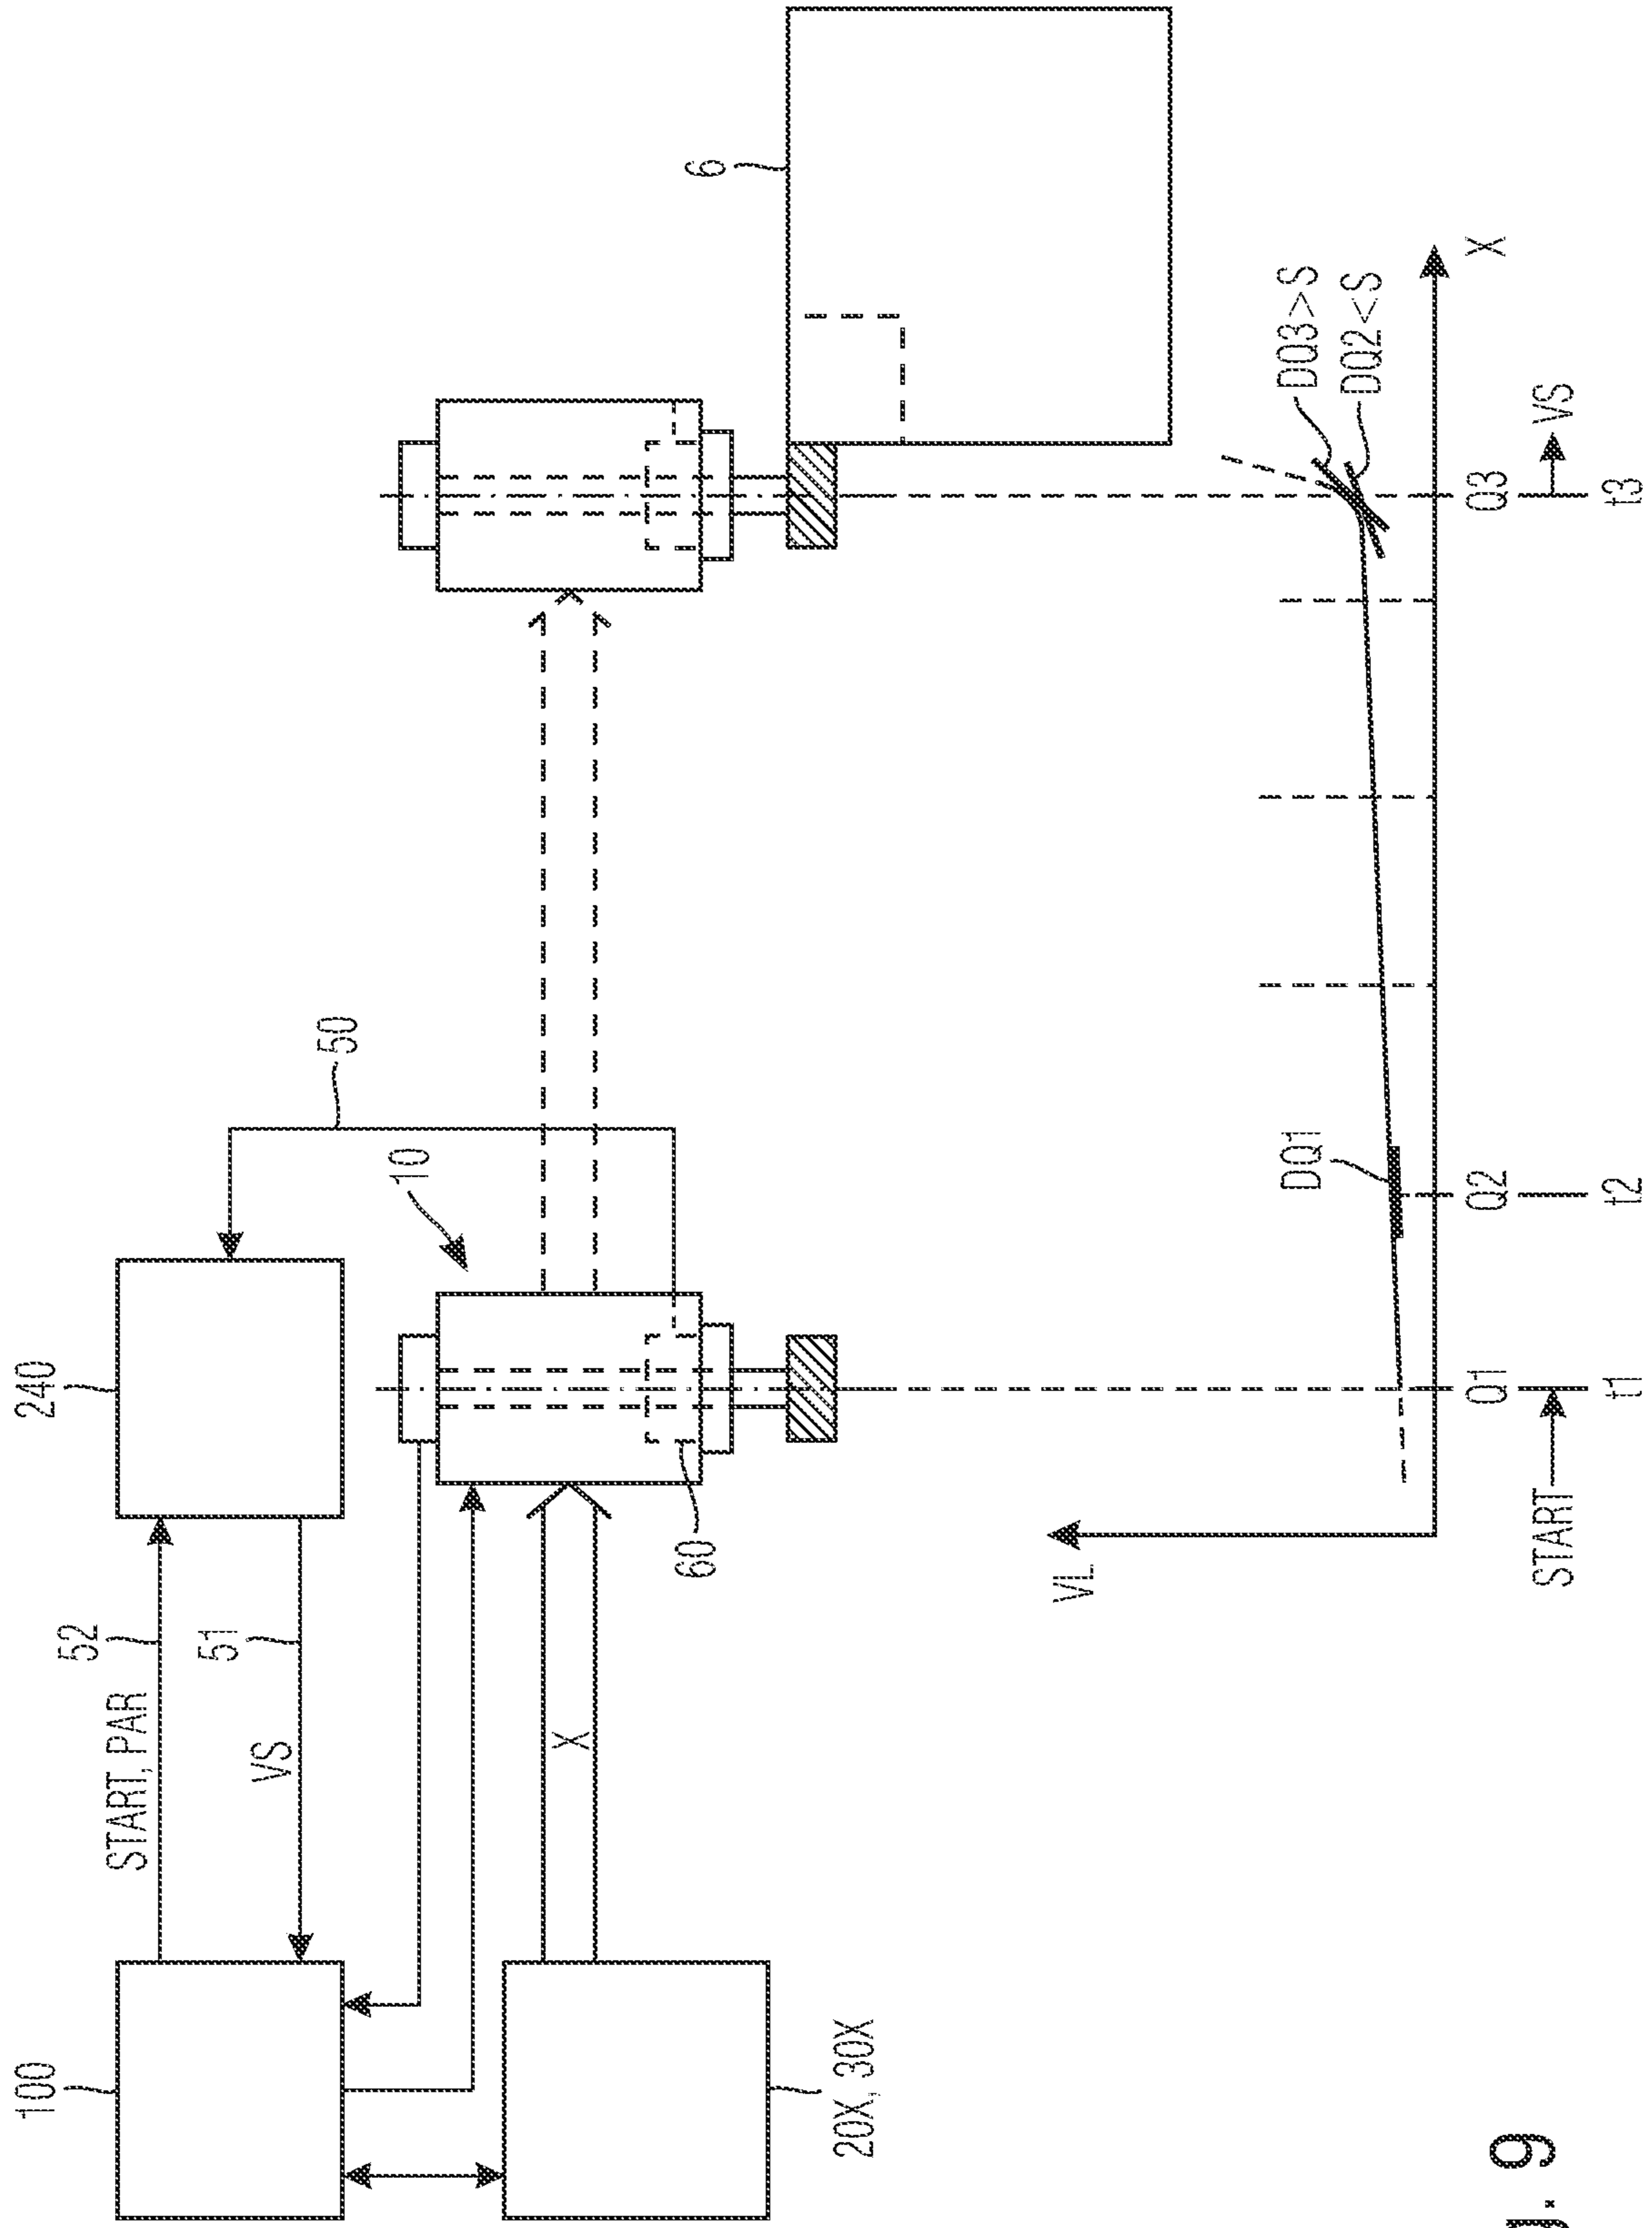 100
START, PAR
52
240
VS
51
50
10
6
X
60
20X, 30X
VL
DQ1
DQ3>S
DQ2<S
X
Q1
Q2
Q3
START
VS
t1
t2
t3
g. 9